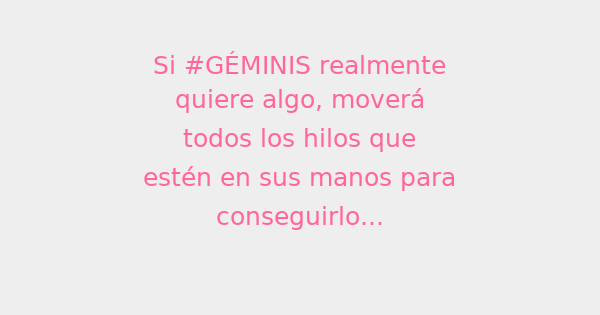 Si #GÉMINIS realmente
quiere algo, moverá
todos los hilos que
estén en sus manos para
conseguirlo...